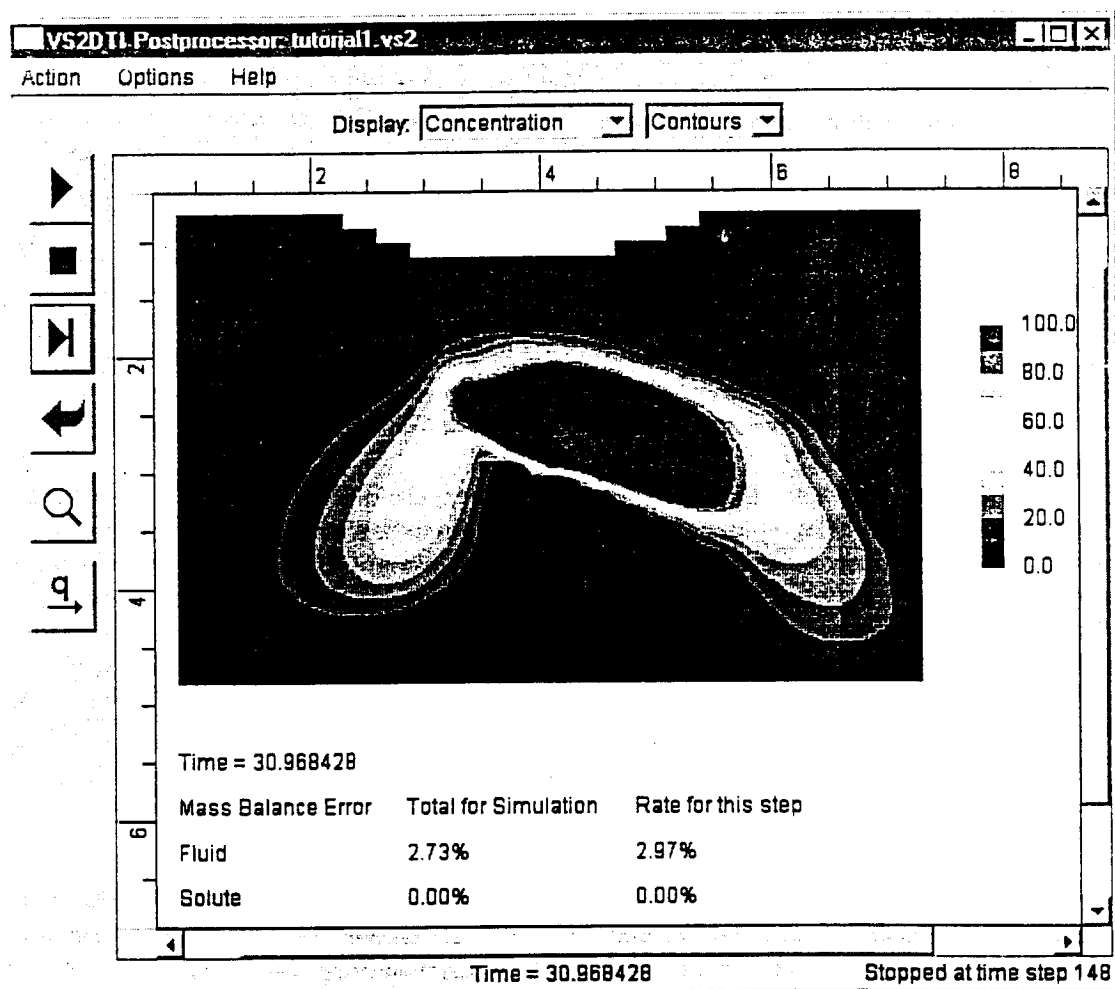 VS2DTI Postprocessor: tutorial1.vs2
Action Options Help
Display: Concentration Contours
2 4 6 8
2
4
6
100.0
80.0
60.0
40.0
20.0
0.0
q
Time = 30.968428
Mass Balance Error Total for Simulation Rate for this step
Fluid 2.73% 2.97%
Solute 0.00% 0.00%
Time = 30.968428 Stopped at time step 148